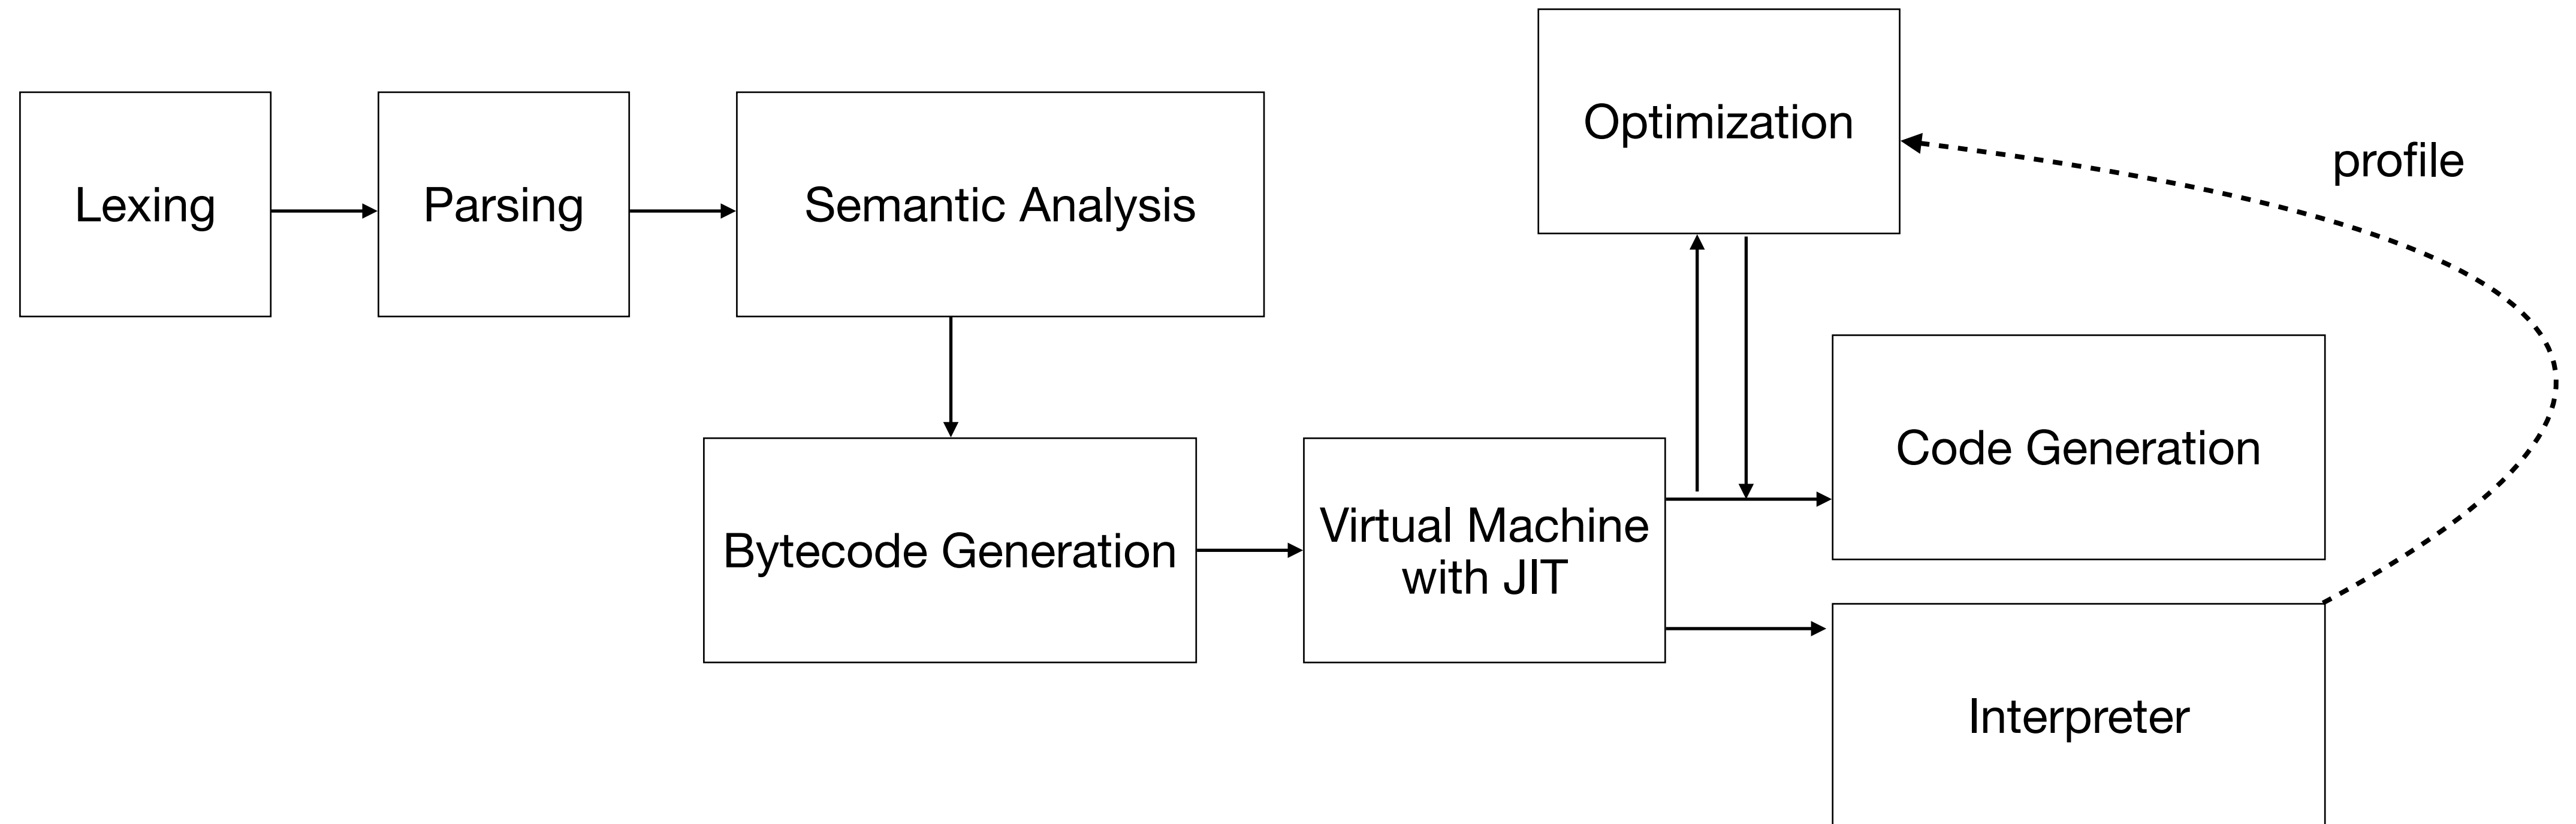 Lexing
Parsing
Semantic Analysis
Optimization
profile
Bytecode Generation
Virtual Machine
with JIT
Code Generation
Interpreter